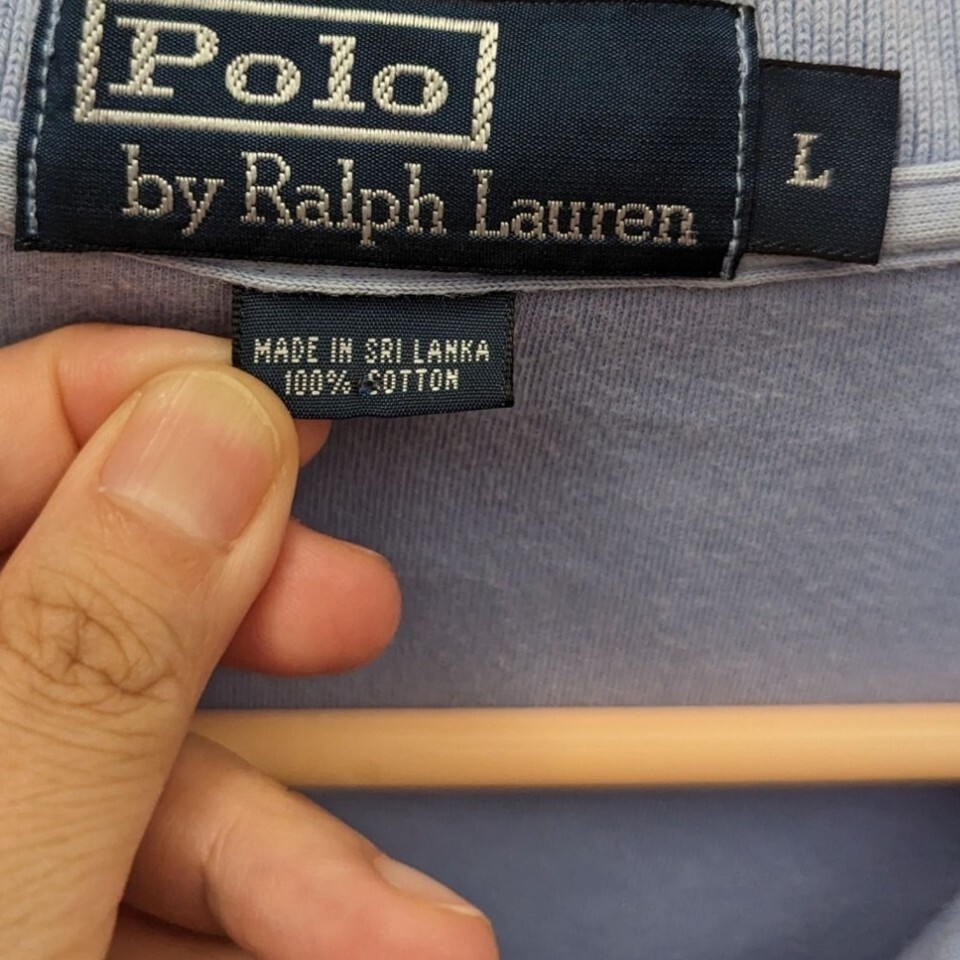 Polo
by Ralph Lauren
L
MADE IN SRI LANKA
100% COTTON